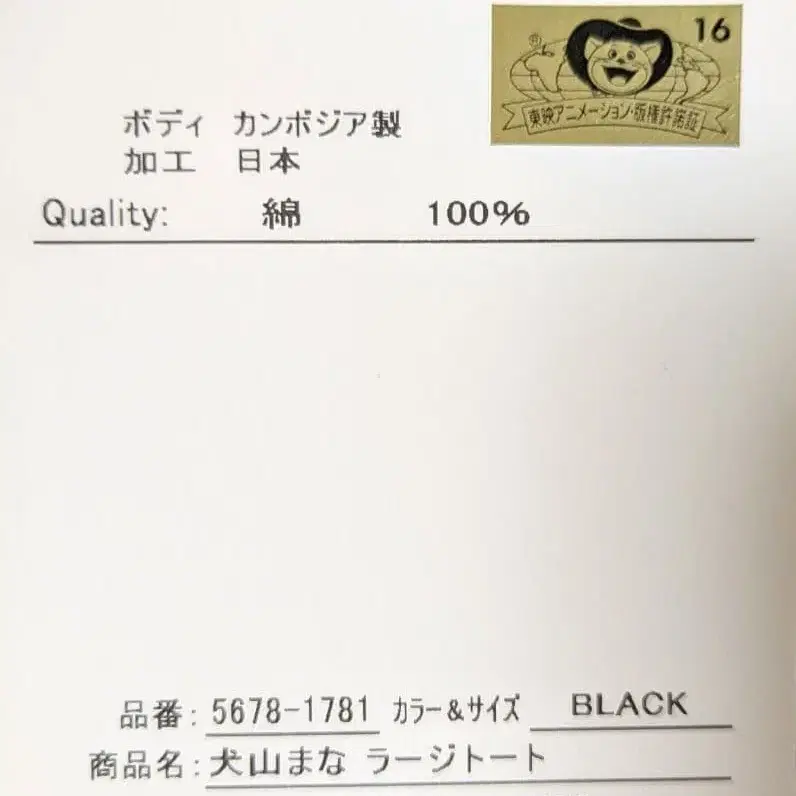 16
®
東映アニメーション・版権許諾証
ボディ カンボジア製
加工 日本
Quality: 綿 100%
品番: 5678-1781 カラー&サイズ BLACK
商品名: 犬山まな ラージトート